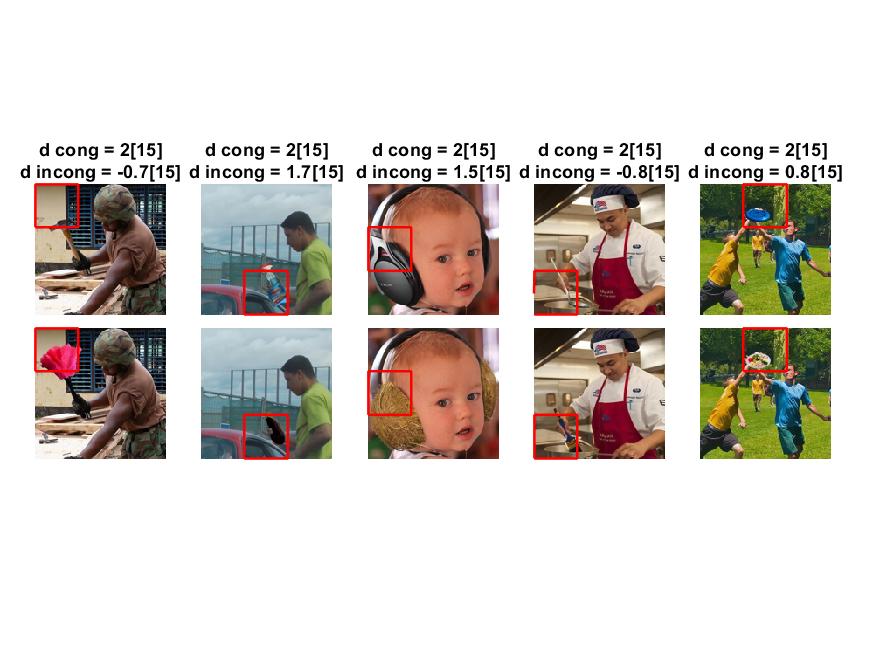 d cong = 2[15]
d incong = -0.7[15]
d cong = 2[15]
d incong = 1.7[15]
d cong = 2[15]
d incong = 1.5[15]
d cong = 2[15]
d incong = -0.8[15]
d cong = 2[15]
d incong = 0.8[15]